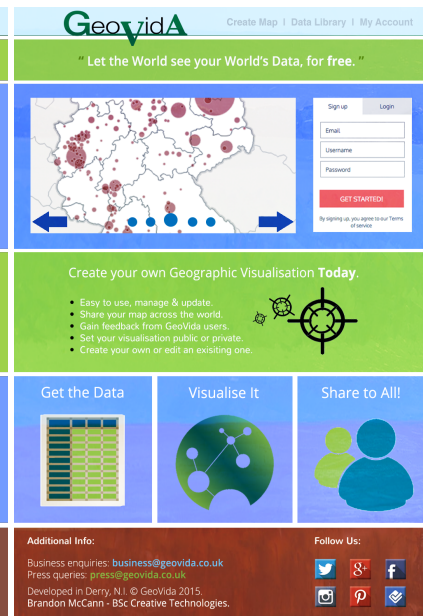 GeovidA
Create Map | Data Library | My Account
" Let the World see your World's Data, for free. "
Sign up Login
Email
Username
Password
GET STARTED!
By signing up, you agree to our Terms
of service
Create your own Geographic Visualisation Today.
• Easy to use, manage & update.
• Share your map across the world.
• Gain feedback from GeoVida users.
• Set your visualisation public or private.
• Create your own or edit an exisiting one.
Get the Data
Visualise It
Share to All!
Additional Info:
Follow Us:
Business enquiries: business@geovida.co.uk
Press queries: press@geovida.co.uk
Developed in Derry, N.I. © GeoVida 2015.
Brandon McCann - BSc Creative Technologies.